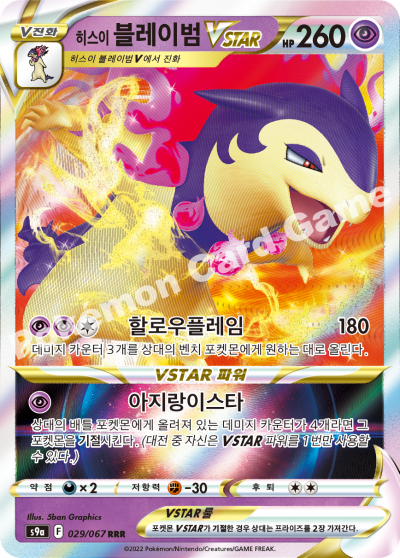 V진화
히스이 블레이범 VSTAR HP 260
히스이 블레이범 V에서 진화
Pokémon Card Game
할로우플레임 180
데미지 카운터 3개를 상대의 벤치 포켓몬에게 원하는 대로 올린다.
VSTAR 파워
아지랑이스타
상대의 배틀 포켓몬에게 올려져 있는 데미지 카운터가 4개라면 그
포켓몬을 기절시킨다. (대전 중 자신은 VSTAR 파워를 1번만 사용할
수 있다.)
약점 ×2 저항력 -30 후퇴
Illus. 5ban Graphics
s9a F 029/067 RRR
VSTAR룰
포켓몬 VSTAR가 기절한 경우 상대는 프라이즈를 2장 가져간다.
©2022 Pokémon/Nintendo/Creatures/GAME FREAK.